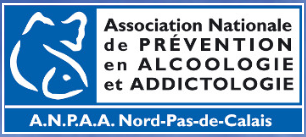 Association Nationale
de PRÉVENTION
en ALCOOLOGIE
et ADDICTOLOGIE
A.N.P.A.A. Nord-Pas-de-Calais